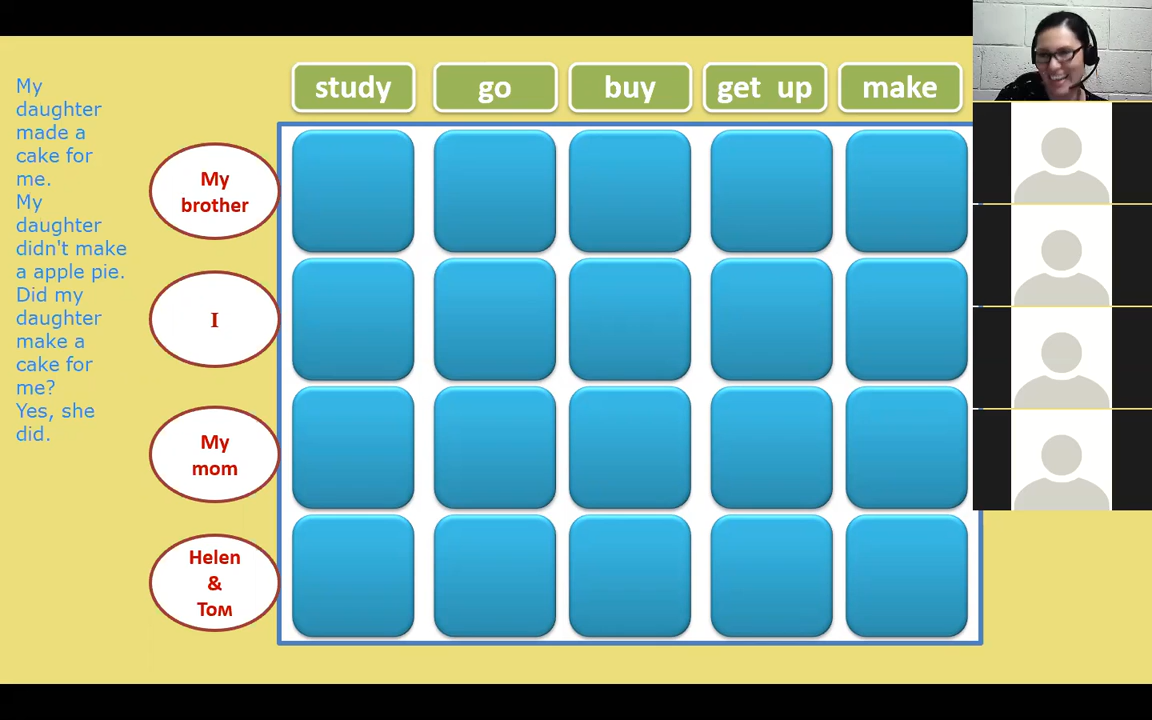 My
daughter
made a
cake for
me.
My
daughter
didn't make
a apple pie.
Did my
daughter
make a
cake for
me?
Yes, she
did.
study
go
buy
get up
make
My
brother
I
My
mom
Helen
&
Tом